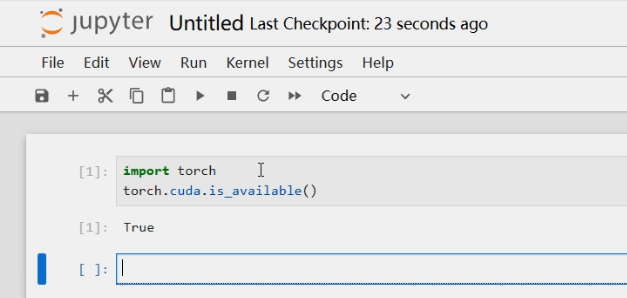 jupyter Untitled Last Checkpoint: 23 seconds ago
File Edit View Run Kernel Settings Help
Code
[1]: import torch
torch.cuda.is_available()
[1]: True
[ ]: